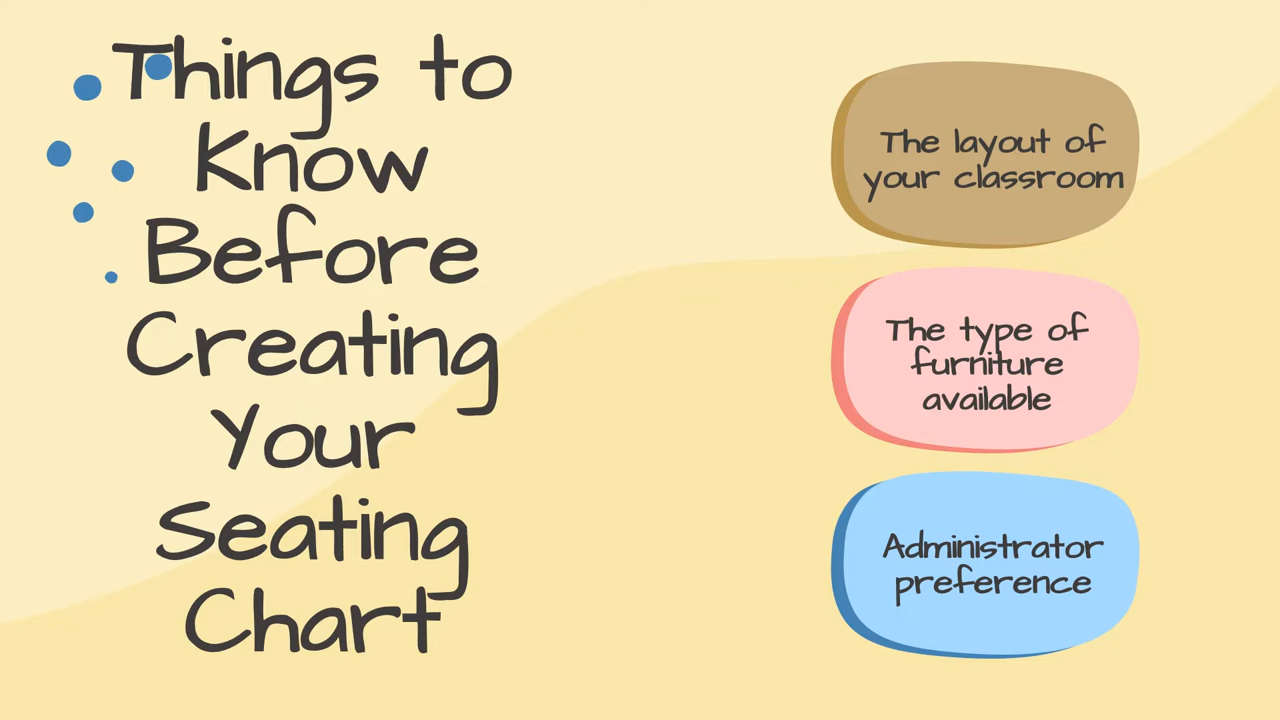 Things to
Know
Before
Creating
Your
Seating
Chart
The layout of
your classroom
The type of
furniture
available
Administrator
preference